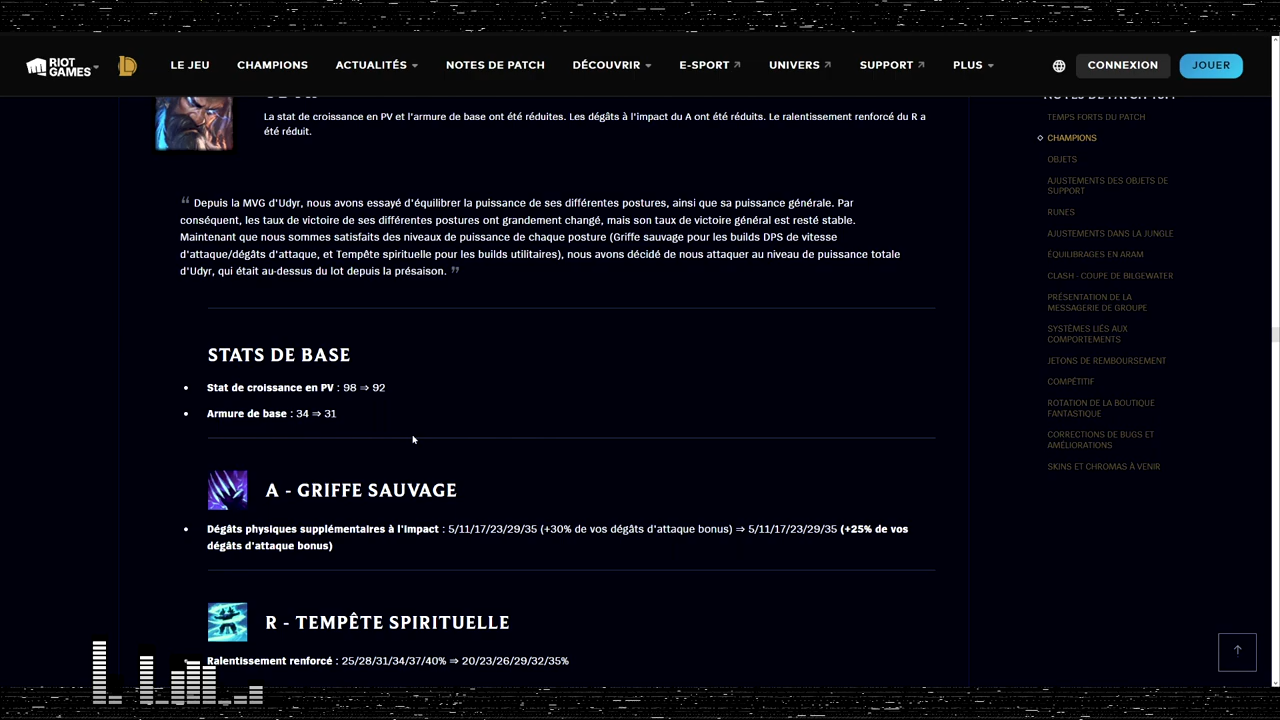 RIOT GAMES
LE JEU
CHAMPIONS
ACTUALITÉS
NOTES DE PATCH
DÉCOUVRIR
E-SPORT
UNIVERS
SUPPORT
PLUS
CONNEXION
JOUER
La stat de croissance en PV et l'armure de base ont été réduites. Les dégâts à l'impact du A ont été réduits. Le ralentissement renforcé du R a
été réduit.
“ Depuis la MVG d'Udyr, nous avons essayé d'équilibrer la puissance de ses différentes postures, ainsi que sa puissance générale. Par
conséquent, les taux de victoire de ses différentes postures ont grandement changé, mais son taux de victoire général est resté stable.
Maintenant que nous sommes satisfaits des niveaux de puissance de chaque posture (Griffe sauvage pour les builds DPS de vitesse
d'attaque/dégâts d'attaque, et Tempête spirituelle pour les builds utilitaires), nous avons décidé de nous attaquer au niveau de puissance totale
d'Udyr, qui était au-dessus du lot depuis la présaison. ”
STATS DE BASE
• Stat de croissance en PV : 98 ⇒ 92
• Armure de base : 34 ⇒ 31
A - GRIFFE SAUVAGE
• Dégâts physiques supplémentaires à l'impact : 5/11/17/23/29/35 (+30% de vos dégâts d'attaque bonus) ⇒ 5/11/17/23/29/35 (+25% de vos
dégâts d'attaque bonus)
R - TEMPÊTE SPIRITUELLE
• Ralentissement renforcé : 25/28/31/34/37/40% ⇒ 20/23/26/29/32/35%
TEMPS FORTS DU PATCH
CHAMPIONS
OBJETS
AJUSTEMENTS DES OBJETS DE
SUPPORT
RUNES
AJUSTEMENTS DANS LA JUNGLE
ÉQUILIBRAGES EN ARAM
CLASH - COUPE DE BILGEWATER
PRÉSENTATION DE LA
MESSAGERIE DE GROUPE
SYSTÈMES LIÉS AUX
COMPORTEMENTS
JETONS DE REMBOURSEMENT
COMPÉTITIF
ROTATION DE LA BOUTIQUE
FANTASTIQUE
CORRECTIONS DE BUGS ET
AMÉLIORATIONS
SKINS ET CHROMAS À VENIR